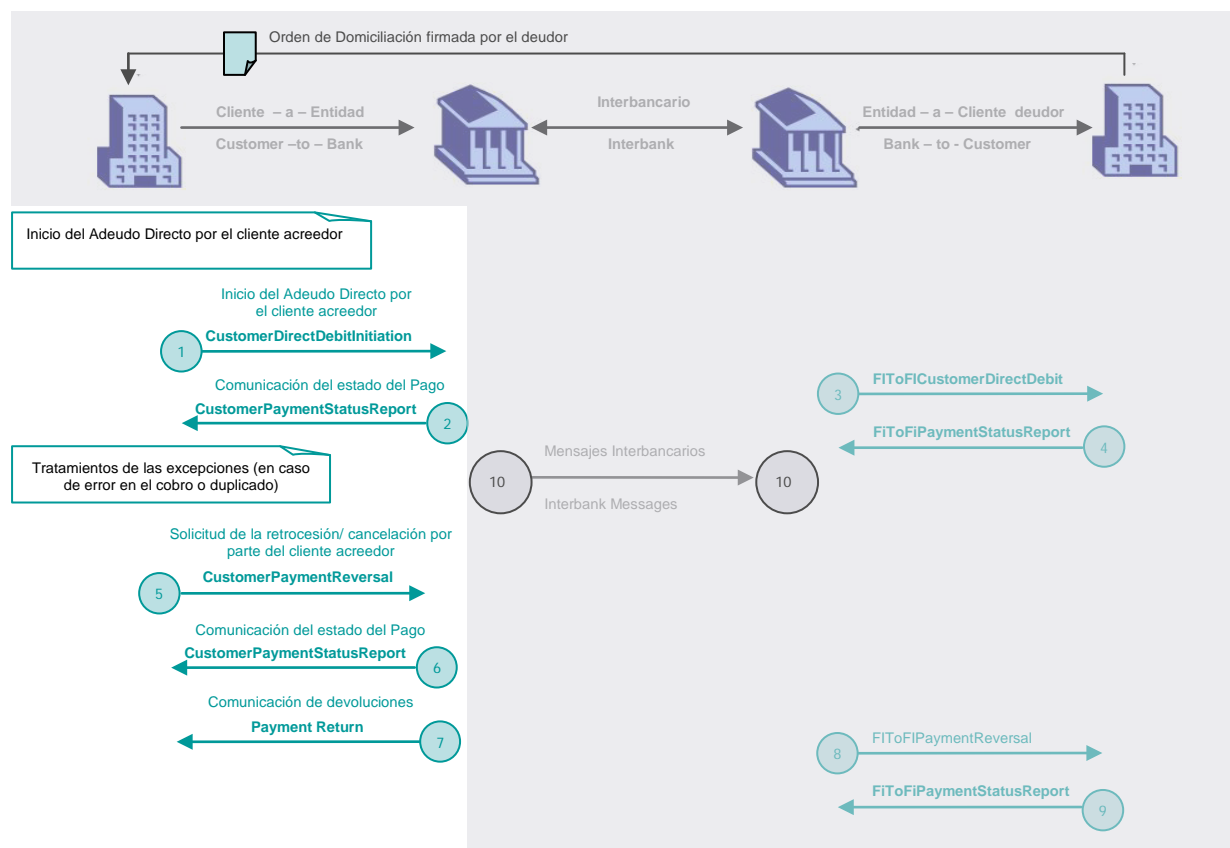 Orden de Domiciliación firmada por el deudor
Cliente – a – Entidad
Customer –to – Bank
Interbancario
Interbank
Entidad – a – Cliente deudor
Bank – to - Customer
Inicio del Adeudo Directo por el cliente acreedor
Inicio del Adeudo Directo por
el cliente acreedor
CustomerDirectDebitInitiation
1
Comunicación del estado del Pago
CustomerPaymentStatusReport
2
FIToFICustomerDirectDebit
3
FiToFiPaymentStatusReport
4
Tratamientos de las excepciones (en caso
de error en el cobro o duplicado)
Mensajes Interbancarios
10
10
Interbank Messages
Solicitud de la retrocesión/ cancelación por
parte del cliente acreedor
CustomerPaymentReversal
5
Comunicación del estado del Pago
CustomerPaymentStatusReport
6
Comunicación de devoluciones
Payment Return
7
FIToFIPaymentReversal
8
FiToFiPaymentStatusReport
9